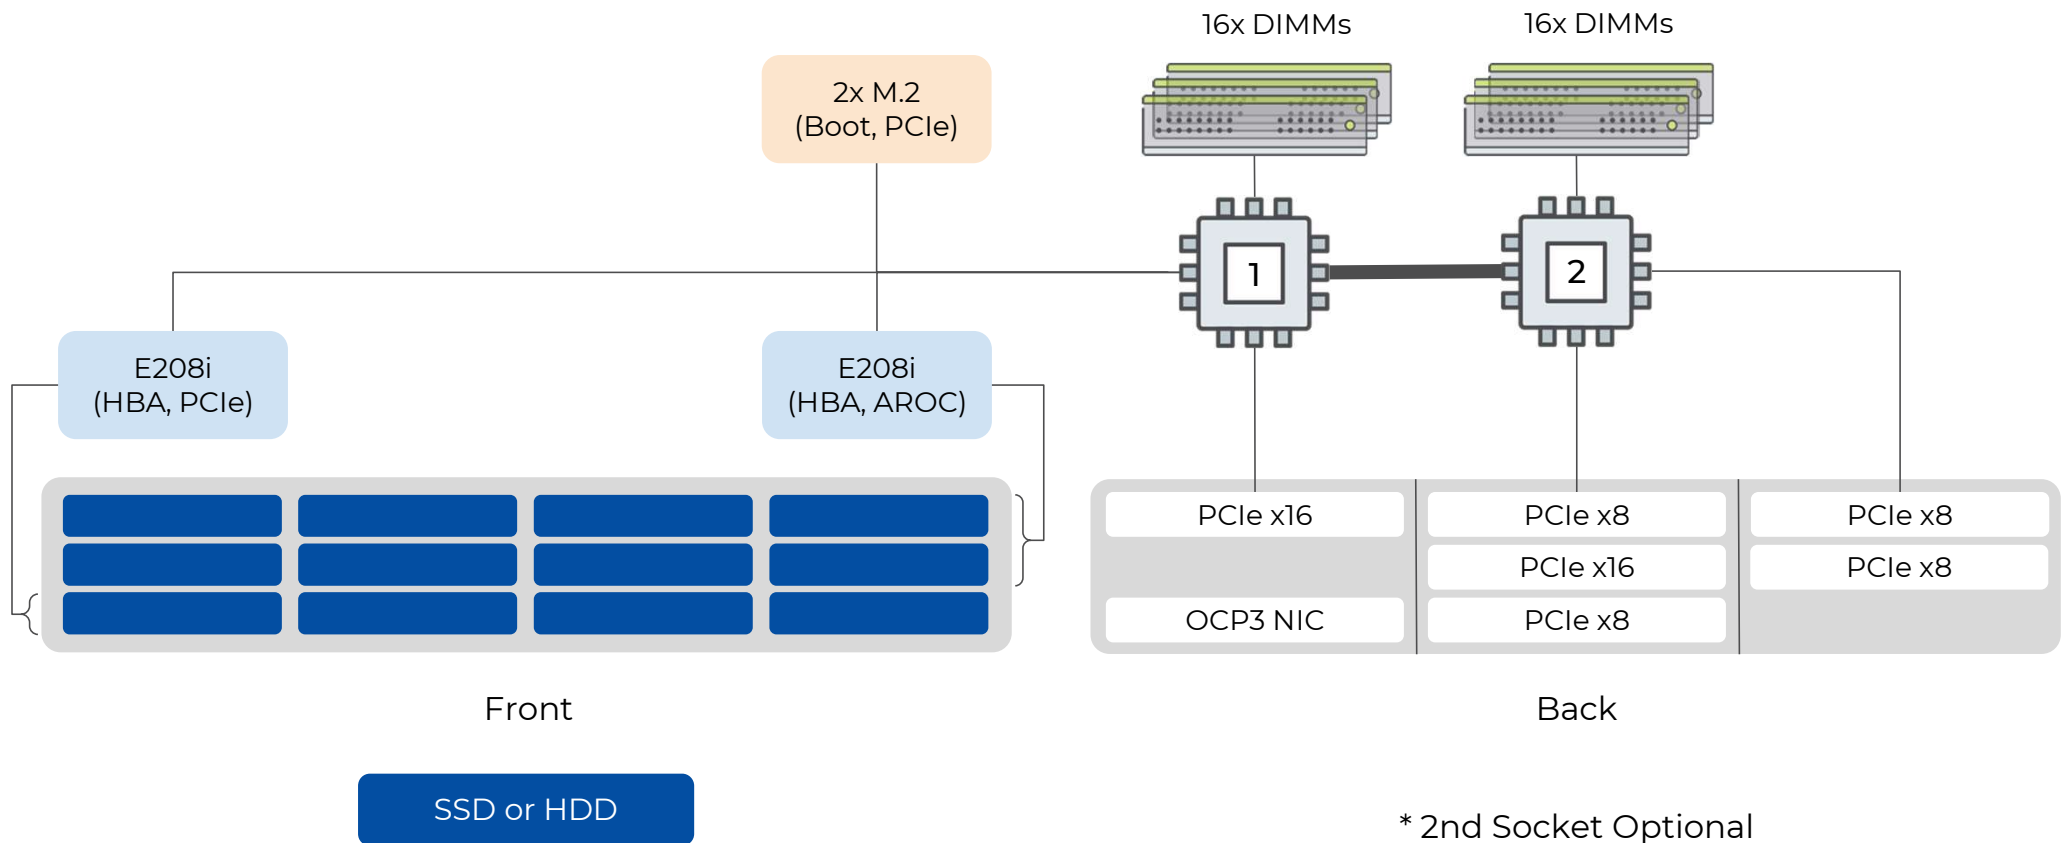 16x DIMMs
16x DIMMs
2x M.2
(Boot, PCIe)
1
2
E208i
(HBA, PCIe)
E208i
(HBA, AROC)
PCIe x16
PCIe x8
PCIe x8
PCIe x16
PCIe x8
OCP3 NIC
PCIe x8
Front
Back
SSD or HDD
* 2nd Socket Optional